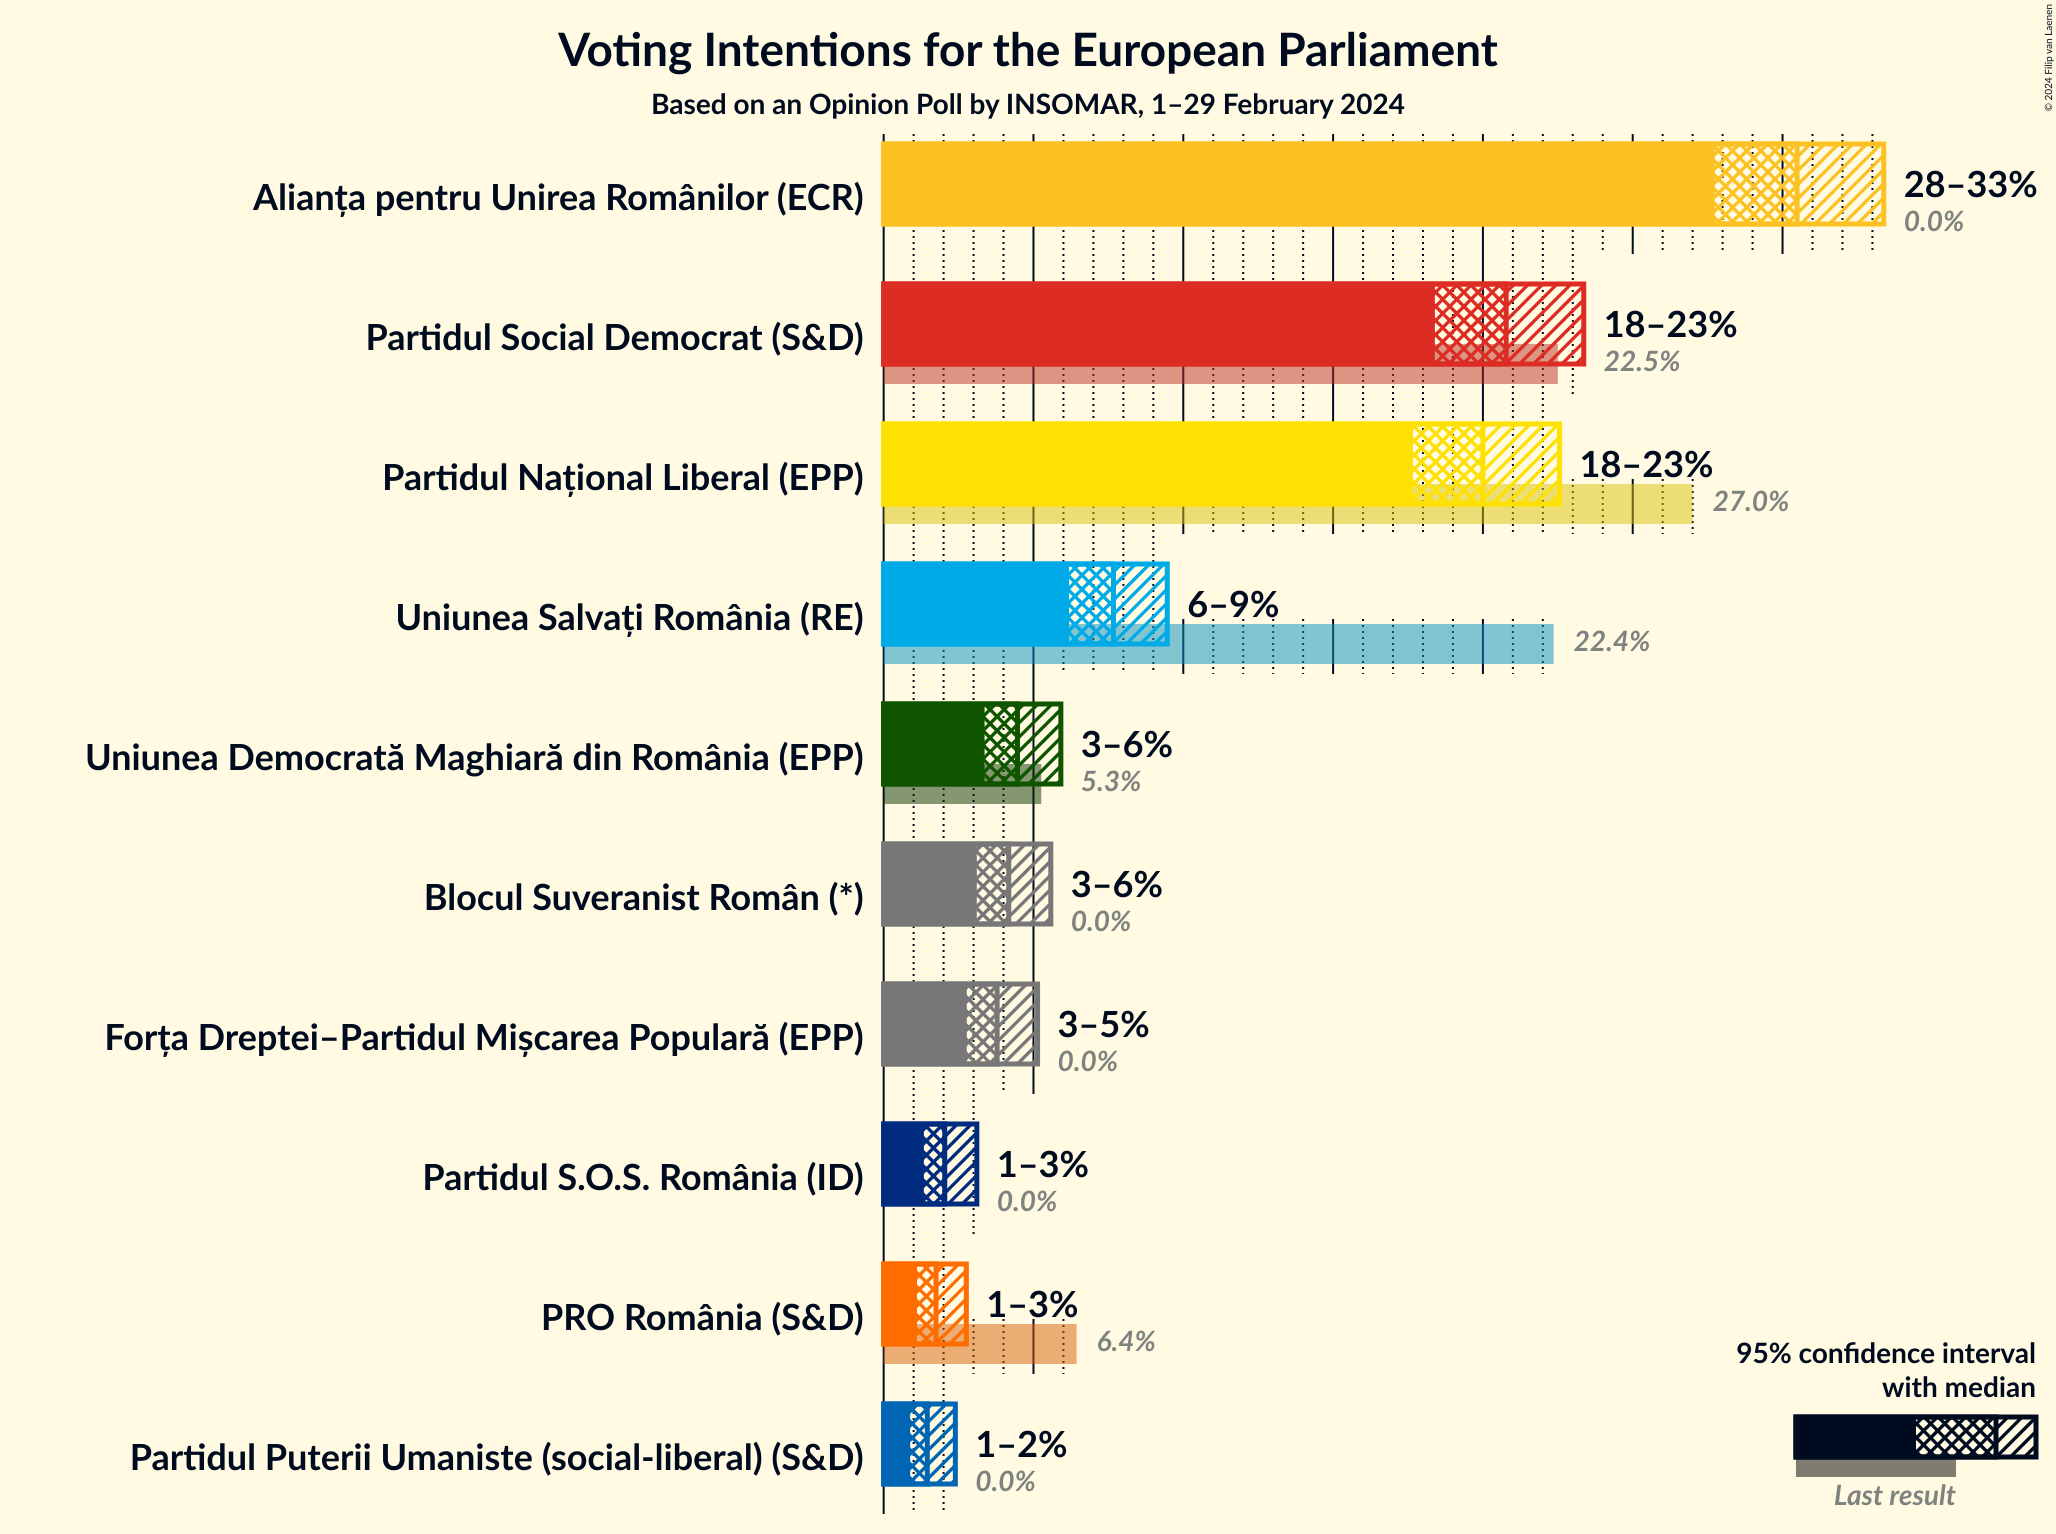 Voting Intentions for the European Parliament
Based on an Opinion Poll by INSOMAR, 1–29 February 2024
© 2024 Filip van Laenen
Alianța pentru Unirea Românilor (ECR)
28–33%
0.0%
Partidul Social Democrat (S&D)
18–23%
22.5%
Partidul Național Liberal (EPP)
18–23%
27.0%
Uniunea Salvați România (RE)
6–9%
22.4%
Uniunea Democrată Maghiară din România (EPP)
3–6%
5.3%
Blocul Suveranist Român (*)
3–6%
0.0%
Forța Dreptei–Partidul Mișcarea Populară (EPP)
3–5%
0.0%
Partidul S.O.S. România (ID)
1–3%
0.0%
PRO România (S&D)
1–3%
6.4%
Partidul Puterii Umaniste (social-liberal) (S&D)
1–2%
0.0%
95% confidence interval
with median
Last result